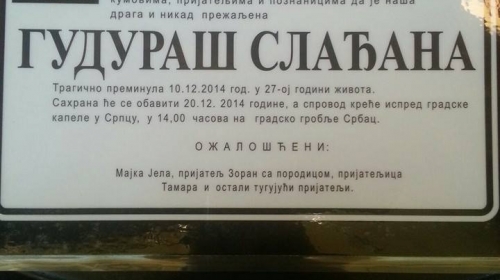 кумовима, пријатељима и познаницима да је наша
драга и никад прежаљена
ГУДУРАШ СЛАЂАНА
Трагично преминула 10.12.2014 год. у 27-ој години живота.
Сахрана ће се обавити 20.12. 2014 године, а спровод креће испред градске
капеле у Српцу, у 14,00 часова на градско гробље Србац.
ОЖАЛОШЋЕНИ:
Мајка Јела, пријатељ Зоран са породицом, пријатељица
Тамара и остали тугујући пријатељи.